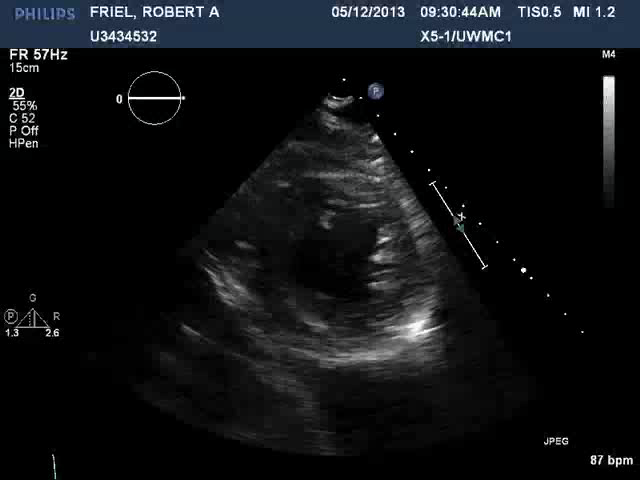 PHILIPS FRIEL, ROBERT A 05/12/2013 09:30:44AM TIS0.5 MI 1.2
U3434532 X5-1/UWMC1
FR 57Hz
15cm
M4
2D
55%
C 52
P Off
HPen
0
P
G
P R
1.3 2.6
JPEG
87 bpm